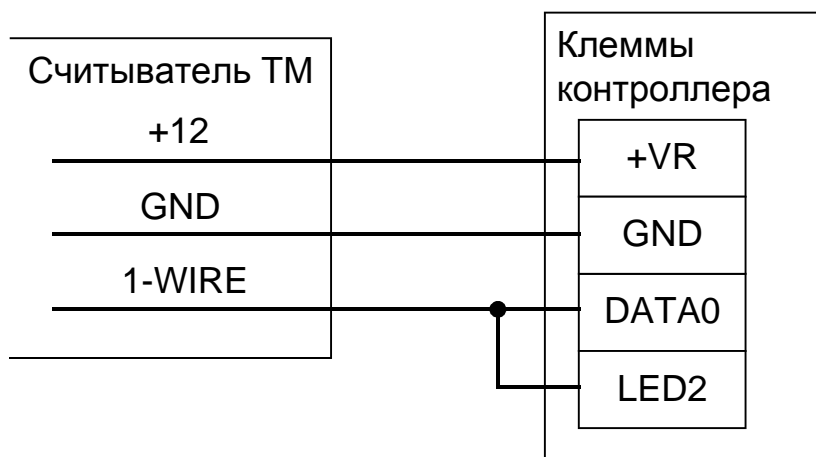 Считыватель ТМ
+12
GND
1-WIRE
Клеммы
контроллера
+VR
GND
DATA0
LED2